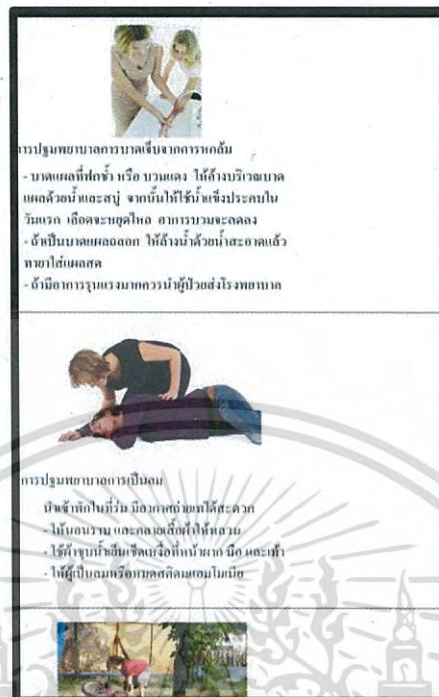 การปฐมพยาบาลการบาดเจ็บจากการหกล้ม
- บาดแผลที่ฟกช้ำ หรือ บวมแดง ให้ล้างบริเวณบาด
แผลด้วยน้ำและสบู่ จากนั้นให้ใช้น้ำแข็งประคบใน
วันแรก เลือดจะหยุดไหล อาการบวมจะลดลง
- ถ้าเป็นบาดแผลถลอก ให้ล้างน้ำด้วยน้ำสะอาดแล้ว
ทายาใส่แผลสด
- ถ้ามีอาการรุนแรงมากควรนำผู้ป่วยส่งโรงพยาบาล
การปฐมพยาบาลการเป็นลม
นำเข้าพักในที่ร่ม มีอากาศถ่ายเทได้สะดวก
- ให้นอนราบ และคลายเสื้อผ้าให้หลวม
- ใช้ผ้าชุบน้ำเย็นเช็ดเหงื่อที่หน้าผาก มือ และเท้า
- ให้ผู้เป็นลมหรือหมดสติดมแอมโมเนีย